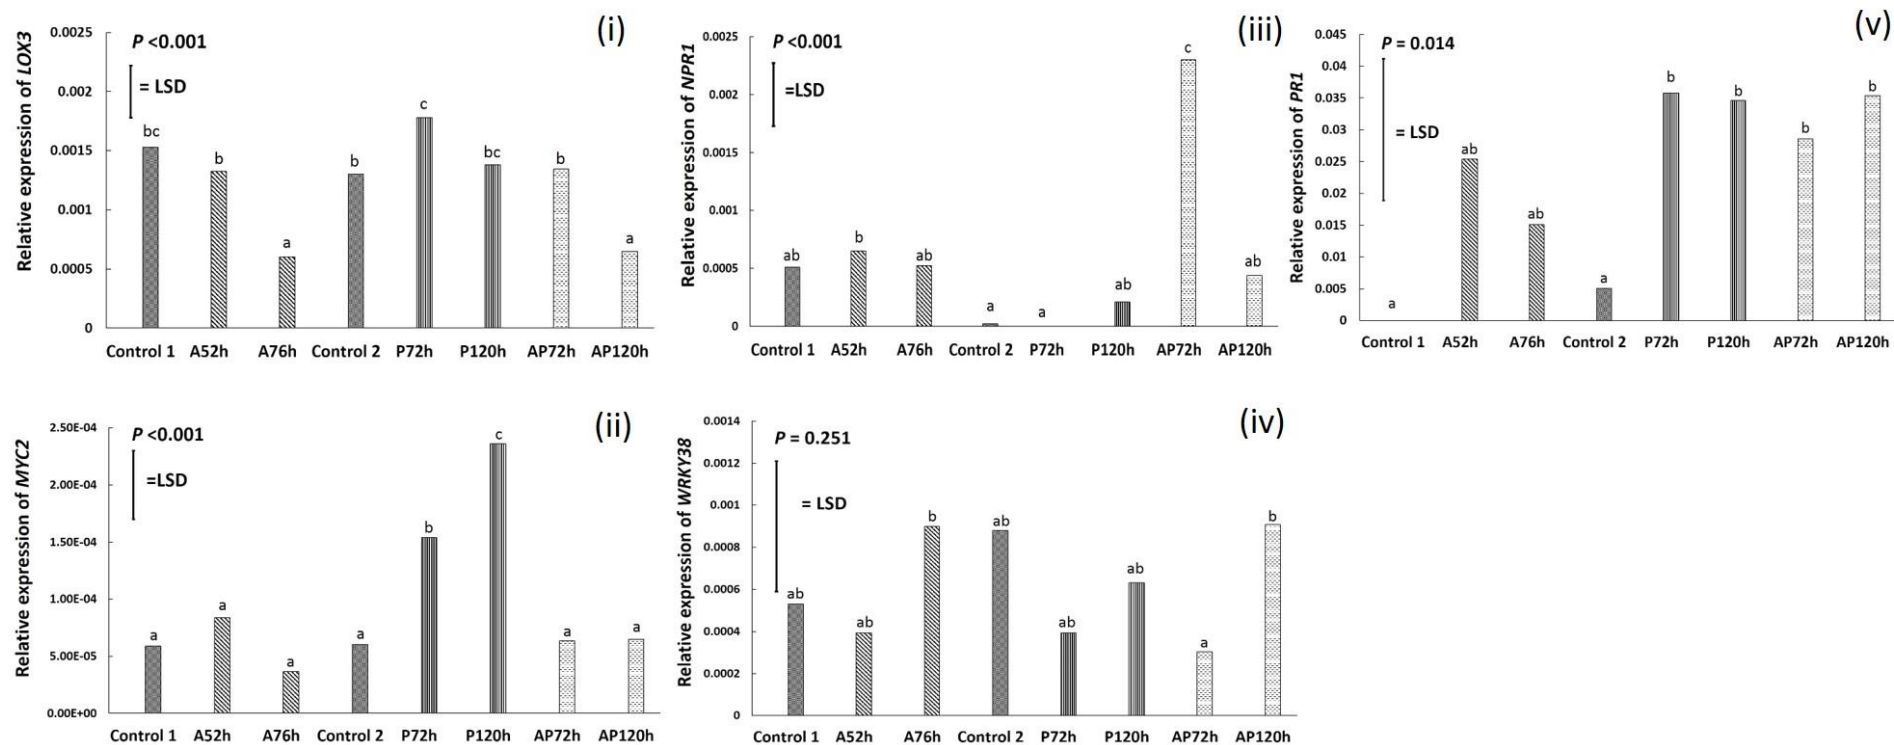 (i)
Relative expression of LOX3
0.0025
0.002
0.0015
0.001
0.0005
0
P <0.001
= LSD
bc b a b c bc b a
Control 1 A52h A76h Control 2 P72h P120h AP72h AP120h
(iii)
Relative expression of NPR1
0.0025
0.002
0.0015
0.001
0.0005
0
P <0.001
=LSD
ab b ab a a ab c ab
Control 1 A52h A76h Control 2 P72h P120h AP72h AP120h
(v)
Relative expression of PR1
0.045
0.04
0.035
0.03
0.025
0.02
0.015
0.01
0.005
0
P = 0.014
= LSD
a ab ab a b b b b
Control 1 A52h A76h Control 2 P72h P120h AP72h AP120h
(ii)
Relative expression of MYC2
2.50E-04
2.00E-04
1.50E-04
1.00E-04
5.00E-05
0.00E+00
P <0.001
=LSD
a a a a b c a a
Control 1 A52h A76h Control 2 P72h P120h AP72h AP120h
(iv)
Relative expression of WRKY38
0.0014
0.0012
0.001
0.0008
0.0006
0.0004
0.0002
0
P = 0.251
= LSD
ab ab b ab ab ab a b
Control 1 A52h A76h Control 2 P72h P120h AP72h AP120h